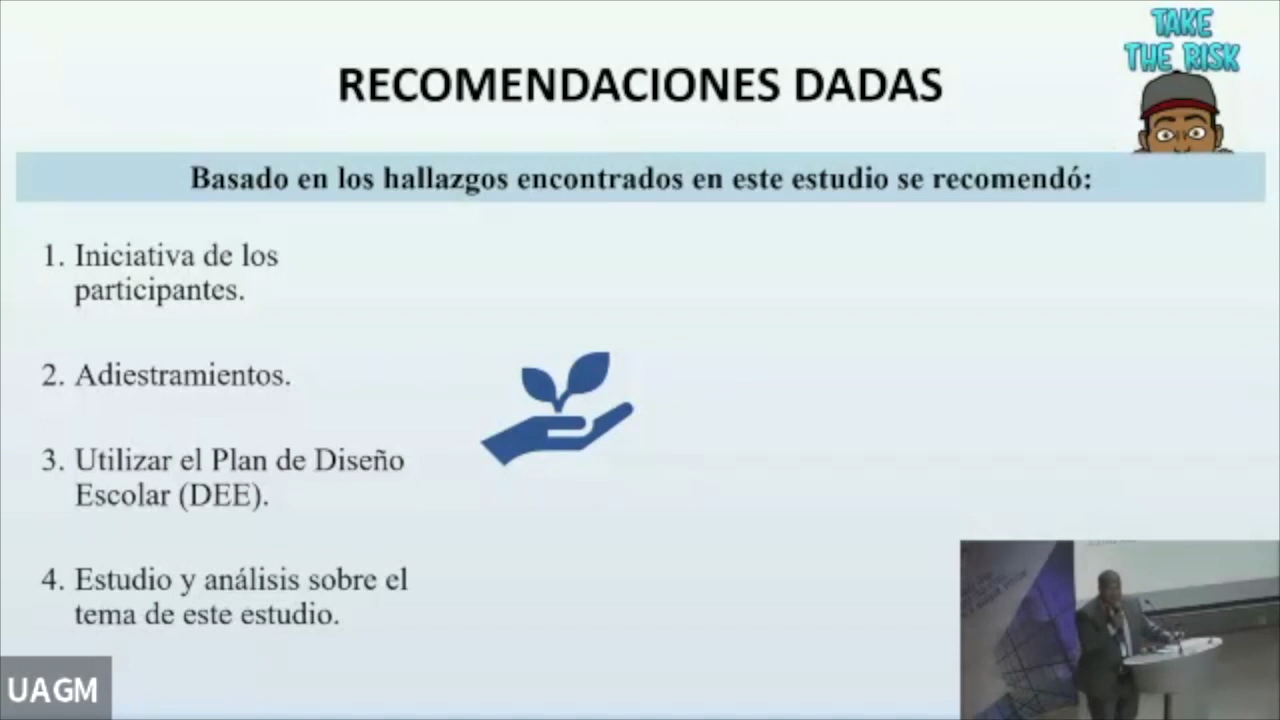 TAKE
THE RISK
RECOMENDACIONES DADAS
Basado en los hallazgos encontrados en este estudio se recomendó:
1. Iniciativa de los
participantes.
2. Adiestramientos.
3. Utilizar el Plan de Diseño
Escolar (DEE).
4. Estudio y análisis sobre el
tema de este estudio.
UAGM